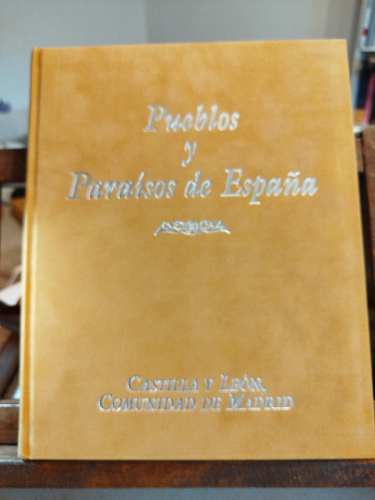 Pueblos
y
Paraísos de España
CASTILLA Y LEÓN,
COMUNIDAD DE MADRID